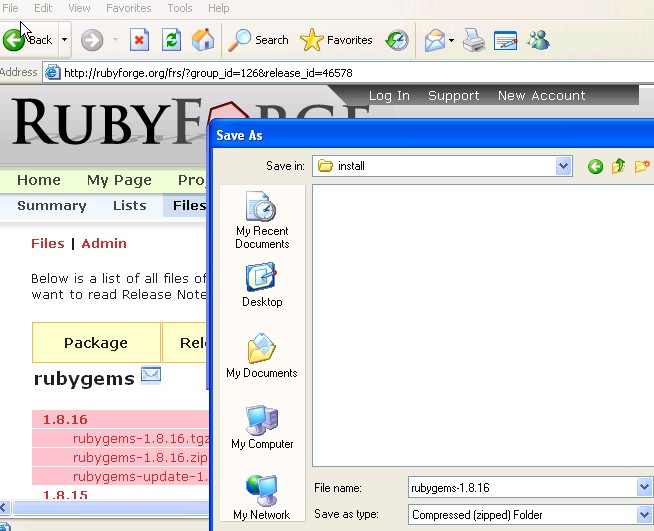 File Edit View Favorites Tools Help
Back Search Favorites
Address http://rubyforge.org/frs/?group_id=126&release_id=46578
Log In Support New Account
RUBYFORGE
Save As
Save in: install
Home My Page
Summary Lists Files
My Recent Documents
Desktop
My Documents
My Computer
My Network
Files | Admin
Below is a list of all files of
want to read Release Note
Package
rubygems
1.8.16
rubygems-1.8.16.tgz
rubygems-1.8.16.zip
rubygems-update-1.
1.8.15
File name: rubygems-1.8.16
Save as type: Compressed (zipped) Folder